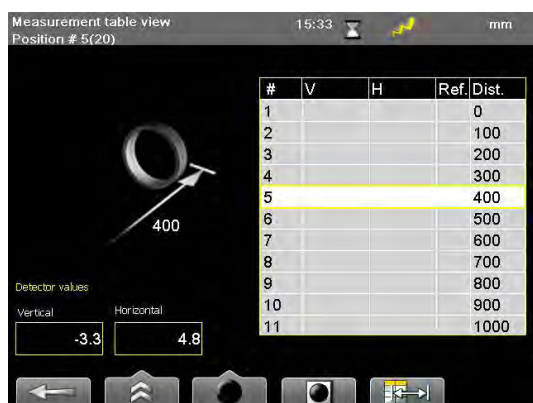 Measurement table view 15:33 mm
Position # 5(20)
# V H Ref. Dist.
1 0
2 100
3 200
4 300
5 400
6 500
7 600
8 700
9 800
10 900
11 1000
400
Detector values
Vertical Horizontal
-3.3 4.8